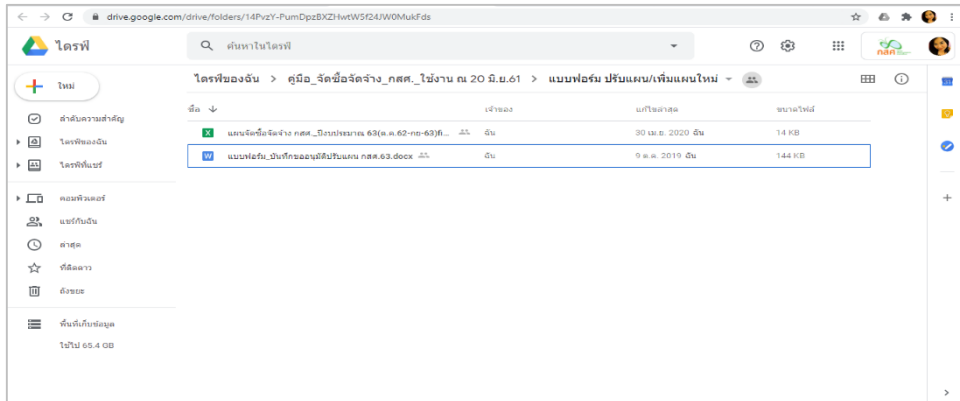 drive.google.com/drive/folders/14PvzY-PumDpzBXZHwtW5f24JW0MukFds
ไดรฟ์
ค้นหาในไดรฟ์
กสศ
ใหม่
ไดรฟ์ของฉัน > คู่มือ_จัดซื้อจัดจ้าง_กสศ._ใช้งาน ณ 20 มิ.ย.61 > แบบฟอร์ม ปรับแผน/เพิ่มแผนใหม่
ชื่อ เจ้าของ แก้ไขล่าสุด ขนาดไฟล์
ลำดับความสำคัญ
X แผนจัดซื้อจัดจ้าง กสศ._ปีงบประมาณ 63(ต.ค.62-กย-63)fi... ฉัน 30 เม.ย. 2020 ฉัน 14 KB
ไดรฟ์ของฉัน
W แบบฟอร์ม_บันทึกขออนุมัติปรับแผน กสศ.63.docx ฉัน 9 ต.ค. 2019 ฉัน 144 KB
ไดรฟ์ที่แชร์
คอมพิวเตอร์
แชร์กับฉัน
ล่าสุด
ที่ติดดาว
ถังขยะ
พื้นที่เก็บข้อมูล
ใช้ไป 65.4 GB